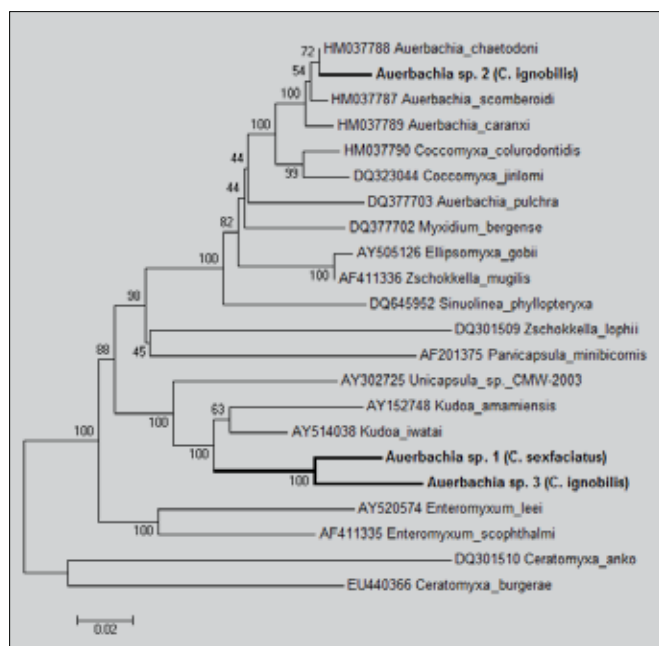 72
HM037788 Auerbachia_chaetodoni
54
Auerbachia sp. 2 (C. ignobilis)
100
HM037787 Auerbachia_scomberoidi
100
HM037789 Auerbachia_caranxi
HM037790 Coccomyxa_colurodontidis
44
99
DQ323044 Coccomyxa_jirilomi
44
DQ377703 Auerbachia_pulchra
82
DQ377702 Myxidium_bergense
100
AY505126 Ellipsomyxa_gobii
100
AF411336 Zschokkella_mugilis
98
DQ645952 Sinuolinea_phyllopteryxa
DQ301509 Zschokkella_lophii
88
45
AF201375 Parvicapsula_minibicornis
AY302725 Unicapsula_sp._CMW-2003
100
63
AY152748 Kudoa_amamiensis
100
100
AY514038 Kudoa_iwatai
Auerbachia sp. 1 (C. sexfaciatus)
100
Auerbachia sp. 3 (C. ignobilis)
AY520574 Enteromyxum_leei
100
AF411335 Enteromyxum_scophthalmi
DQ301510 Ceratomyxa_anko
EU440366 Ceratomyxa_burgerae
0.02